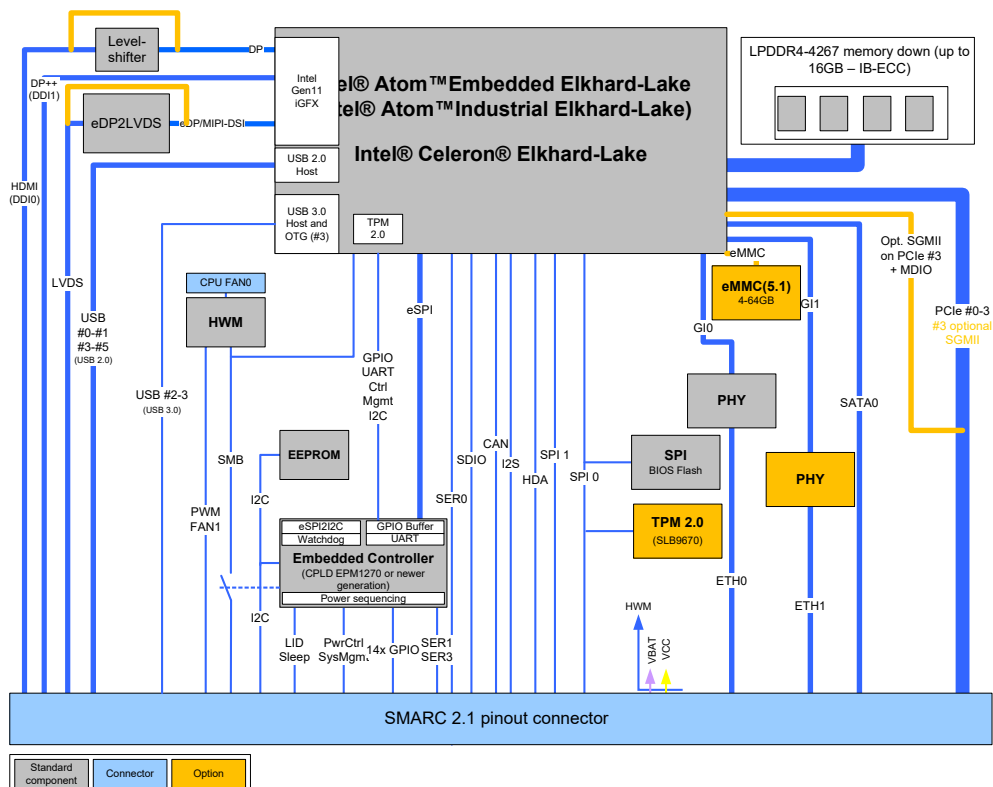 Level-
shifter
DP
Intel
Gen11
iGFX
el® Atom™Embedded Elkhard-Lake
tel® Atom™Industrial Elkhard-Lake)
Intel® Celeron® Elkhard-Lake
LPDDR4-4267 memory down (up to
16GB – IB-ECC)
DP++
(DDI1)
eDP2LVDS
eDP/MIPI-DSI
USB 2.0
Host
HDMI
(DDI0)
USB 3.0
Host and
OTG (#3)
TPM
2.0
Opt. SGMII
on PCIe #3
+ MDIO
eMMC
eMMC(5.1)
4-64GB
LVDS
CPU FAN0
HWM
eSPI
GI0
GI1
PCIe #0-3
#3 optional
SGMII
USB
#0-#1
#3-#5
(USB 2.0)
GPIO
UART
Ctrl
Mgmt
I2C
USB #2-3
(USB 3.0)
PHY
SATA0
EEPROM
SMB
SDIO
CAN
I2S
HDA
SPI 1
SPI 0
SPI
BIOS Flash
PHY
I2C
PWM
FAN1
SER0
TPM 2.0
(SLB9670)
eSPI2I2C
GPIO Buffer
Watchdog
UART
Embedded Controller
(CPLD EPM1270 or newer
generation)
Power sequencing
ETH0
ETH1
I2C
LID
Sleep
PwrCtrl
SysMgmt
14x GPIO
SER1
SER3
HWM
VBAT
VCC
SMARC 2.1 pinout connector
Standard
component
Connector
Option